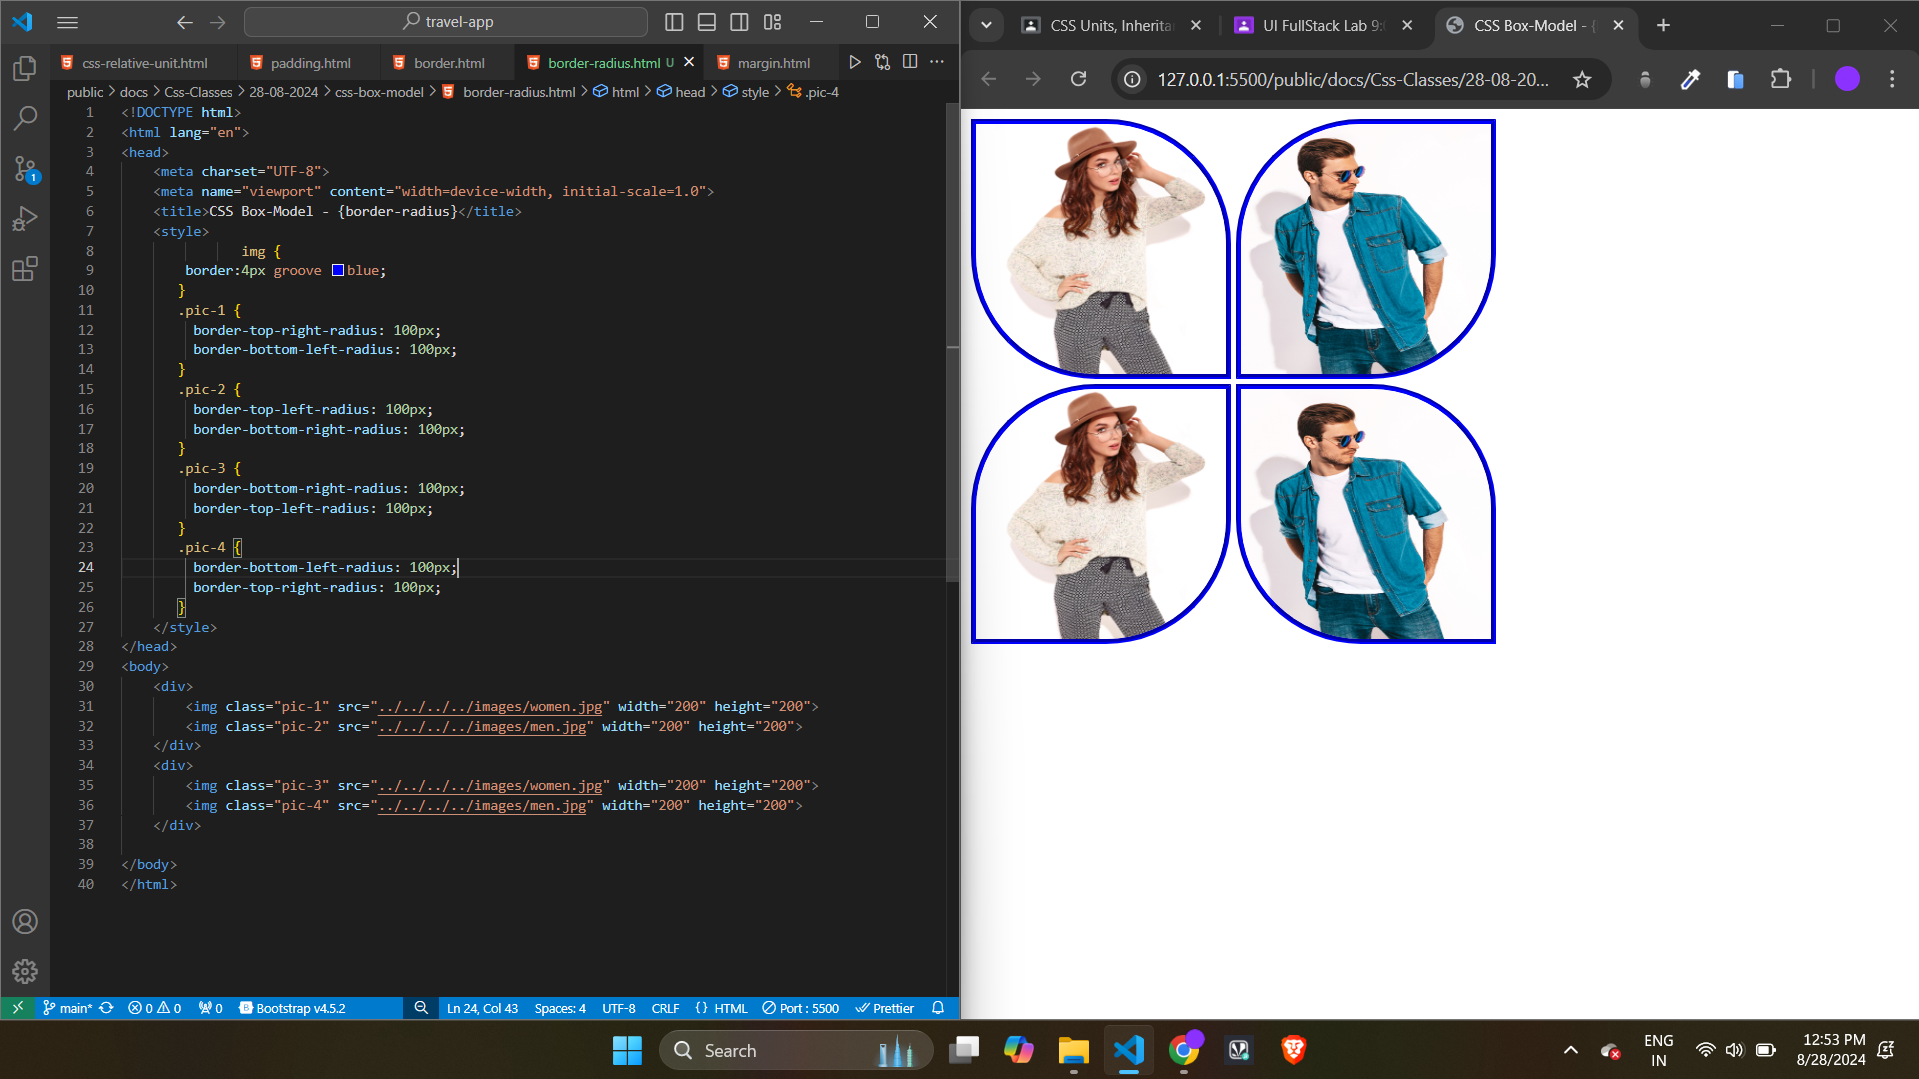 travel-app
css-relative-unit.html
padding.html
border.html
border-radius.html U
margin.html
public > docs > Css-Classes > 28-08-2024 > css-box-model > border-radius.html > html > head > style > .pic-4
1 <!DOCTYPE html>
2 <html lang="en">
3 <head>
4 <meta charset="UTF-8">
5 <meta name="viewport" content="width=device-width, initial-scale=1.0">
6 <title>CSS Box-Model - {border-radius}</title>
7 <style>
8 img {
9 border:4px groove blue;
10 }
11 .pic-1 {
12 border-top-right-radius: 100px;
13 border-bottom-left-radius: 100px;
14 }
15 .pic-2 {
16 border-top-left-radius: 100px;
17 border-bottom-right-radius: 100px;
18 }
19 .pic-3 {
20 border-bottom-right-radius: 100px;
21 border-top-left-radius: 100px;
22 }
23 .pic-4 {
24 border-bottom-left-radius: 100px;
25 border-top-right-radius: 100px;
26 }
27 </style>
28 </head>
29 <body>
30 <div>
31 <img class="pic-1" src="../../../../images/women.jpg" width="200" height="200">
32 <img class="pic-2" src="../../../../images/men.jpg" width="200" height="200">
33 </div>
34 <div>
35 <img class="pic-3" src="../../../../images/women.jpg" width="200" height="200">
36 <img class="pic-4" src="../../../../images/men.jpg" width="200" height="200">
37 </div>
38
39 </body>
40 </html>
1
main* 0 0 0 Bootstrap v4.5.2 Ln 24, Col 43 Spaces: 4 UTF-8 CRLF {} HTML Port : 5500 Prettier
CSS Units, Inherita
UI FullStack Lab 9:
CSS Box-Model - {
127.0.0.1:5500/public/docs/Css-Classes/28-08-20...
Search
ENG
IN
12:53 PM
8/28/2024